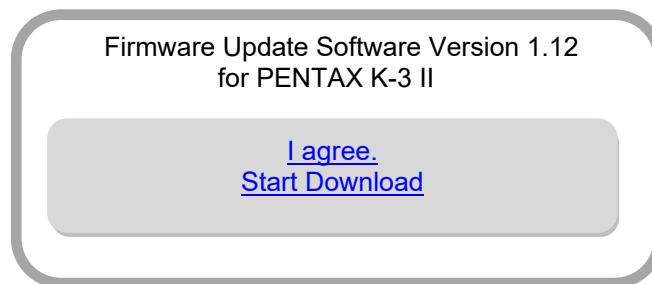 Firmware Update Software Version 1.12
for PENTAX K-3 II
I agree.
Start Download